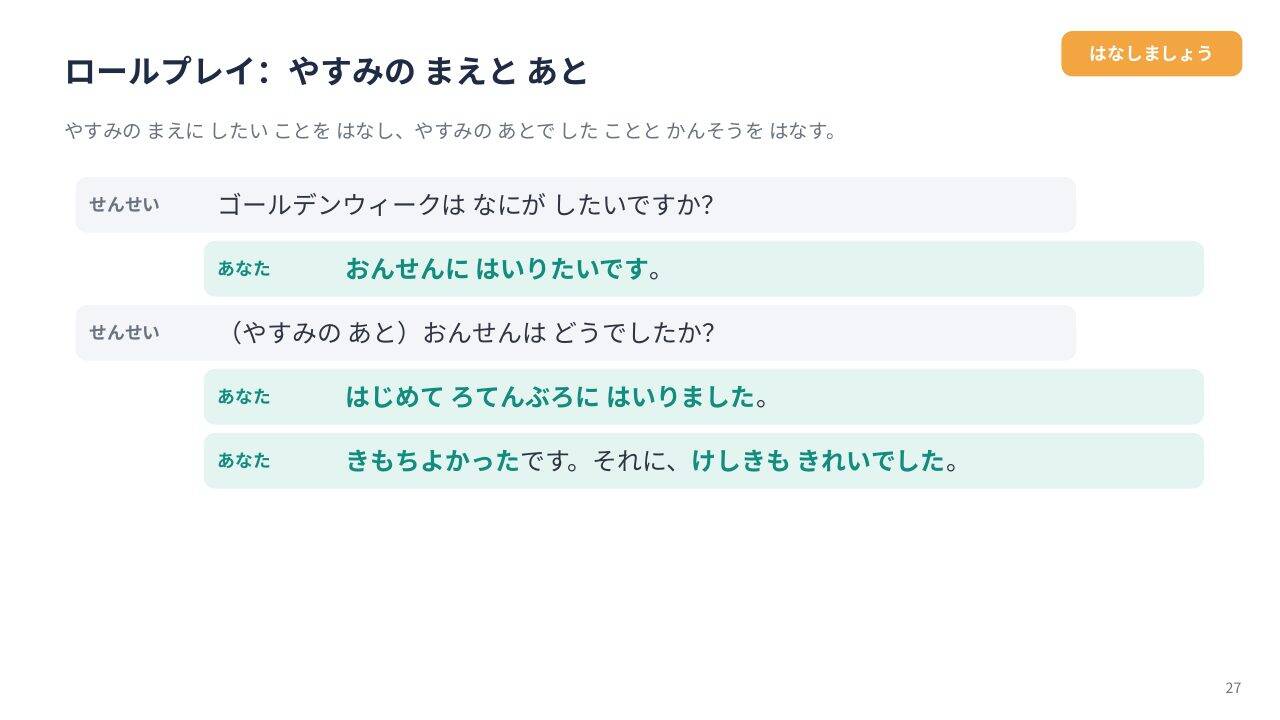 はなしましょう
ロールプレイ：やすみの まえと あと
やすみの まえに したい ことを はなし、やすみの あとで した ことと かんそうを はなす。
せんせい ゴールデンウィークは なにが したいですか？
あなた おんせんに はいりたいです。
せんせい （やすみの あと）おんせんは どうでしたか？
あなた はじめて ろてんぶろに はいりました。
あなた きもちよかったです。それに、けしきも きれいでした。
27